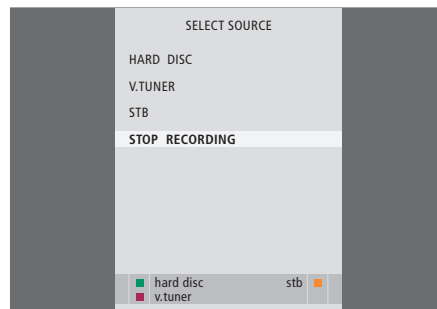 SELECT SOURCE
HARD DISC
V.TUNER
STB
STOP RECORDING
hard disc stb
v.tuner